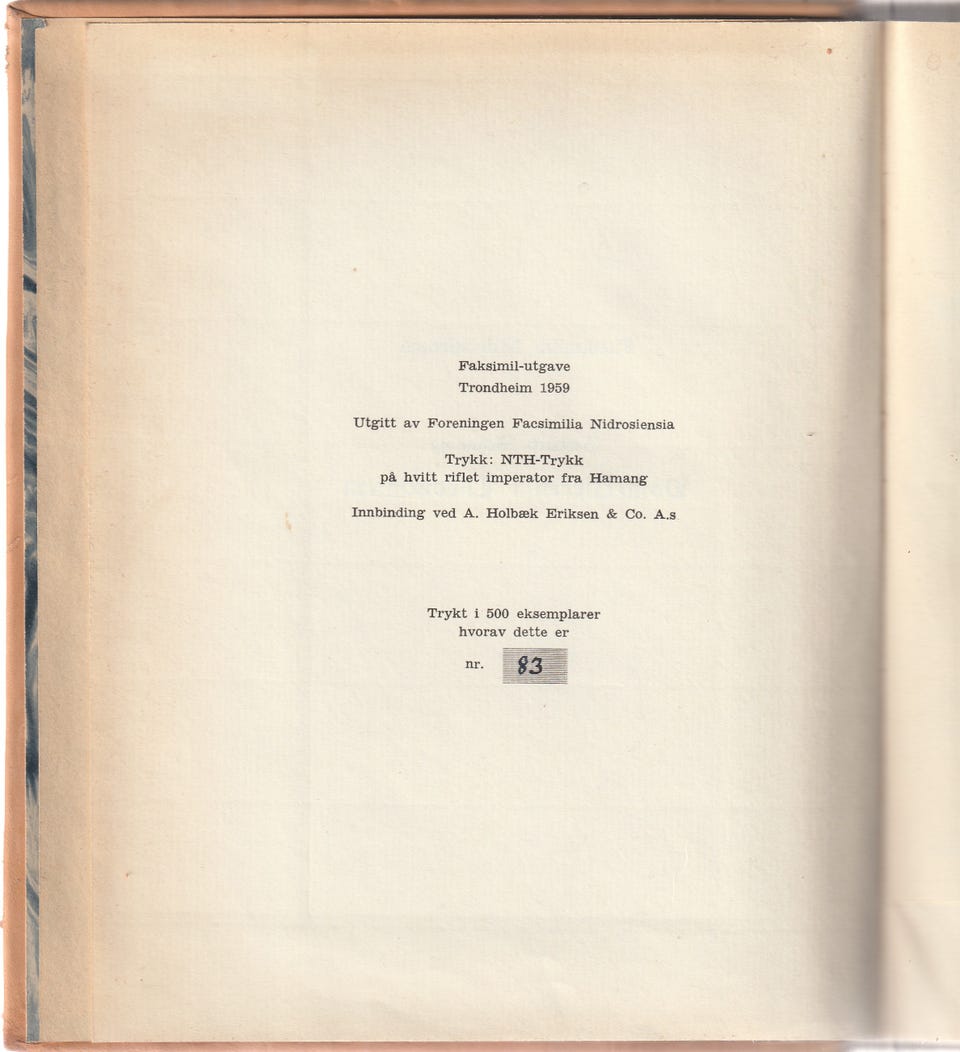 Faksimil-utgave
Trondheim 1959
Utgitt av Foreningen Facsimilia Nidrosiensia
Trykk: NTH-Trykk
på hvitt riflet imperator fra Hamang
Innbinding ved A. Holbæk Eriksen & Co. A.s
Trykt i 500 eksemplarer
hvorav dette er
nr. 83